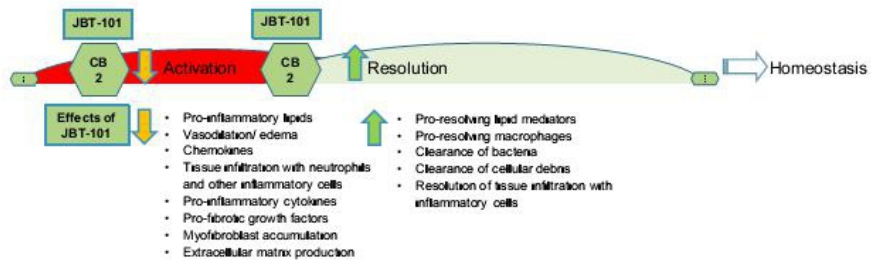 JBT-101
JBT-101
CB
2
Activation
CB
2
Resolution
Homeostasis
Effects of
JBT-101
• Pro-inflammatory lipids
• Vasodilation/ edema
• Chemokines
• Tissue infiltration with neutrophils
and other inflammatory cells
• Pro-inflammatory cytokines
• Pro-fibrotic growth factors
• Myofibroblast accumulation
• Extracellular matrix production
• Pro-resolving lipid mediators
• Pro-resolving macrophages
• Clearance of bacteria
• Clearance of cellular debris
• Resolution of tissue infiltration with
inflammatory cells